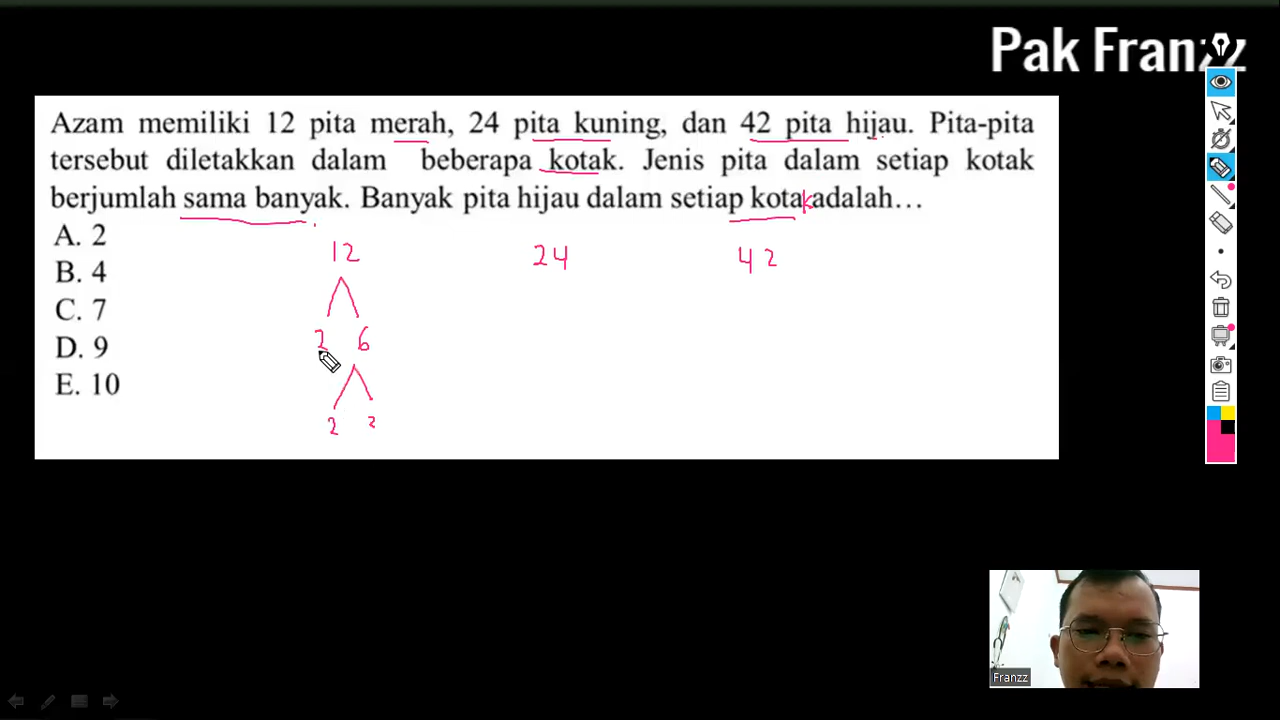 Pak Franzz
Azam memiliki 12 pita merah, 24 pita kuning, dan 42 pita hijau. Pita-pita
tersebut diletakkan dalam beberapa kotak. Jenis pita dalam setiap kotak
berjumlah sama banyak. Banyak pita hijau dalam setiap kotak adalah…
A. 2
B. 4
C. 7
D. 9
E. 10
12 24 42
2 6
2
Franzz